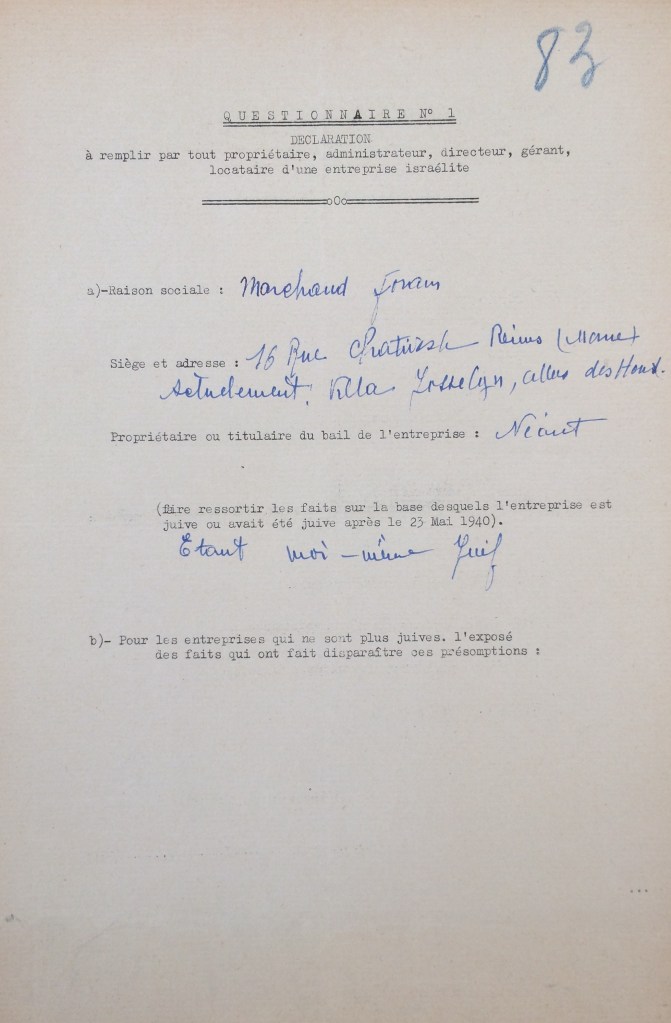 83
QUESTIONNAIRE N° 1
DECLARATION
à remplir par tout propriétaire, administrateur, directeur, gérant,
locataire d'une entreprise israélite
oOo
a)-Raison sociale : Marchand forain
Siège et adresse : 16 Rue Reims (Marne)
Actuellement, Villa Josselyn, allée des Houx.
Propriétaire ou titulaire du bail de l'entreprise : Néant
(faire ressortir les faits sur la base desquels l'entreprise est
juive ou avait été juive après le 23 Mai 1940).
Etant moi-même Juif
b)- Pour les entreprises qui ne sont plus juives. l'exposé
des faits qui ont fait disparaître ces présomptions :